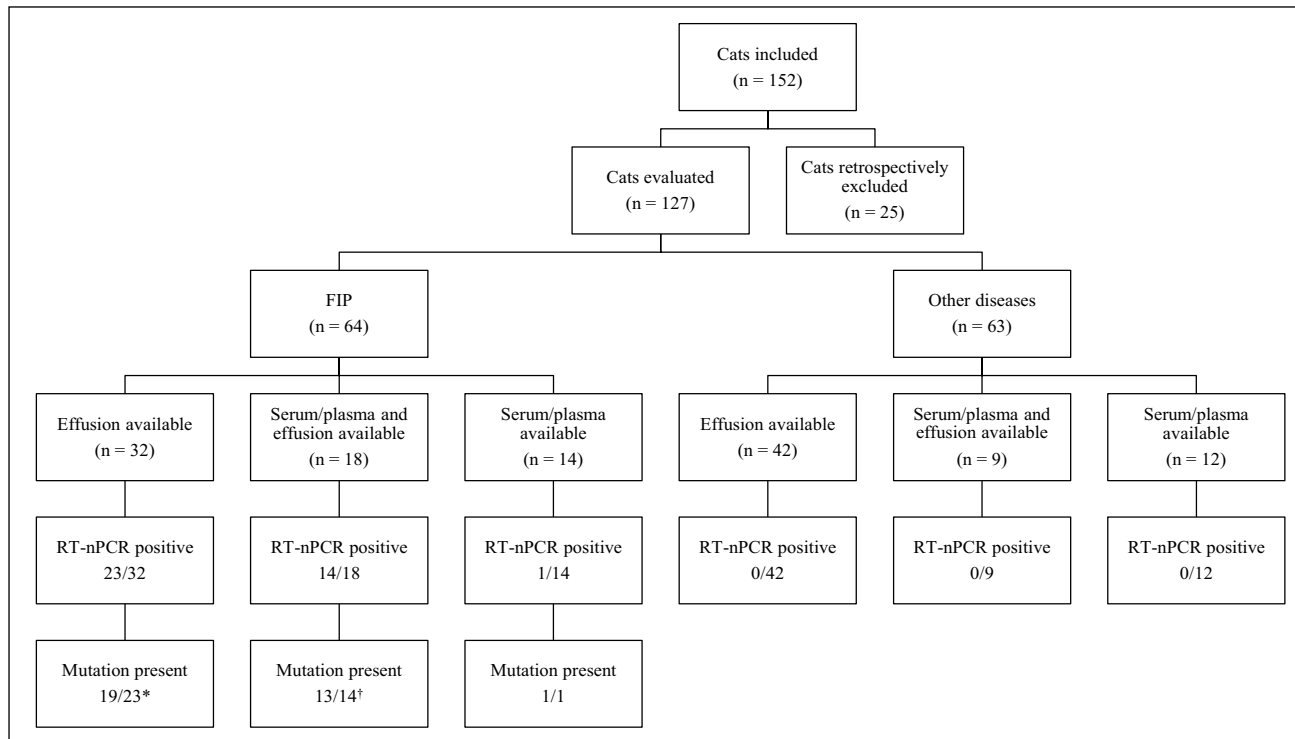 Cats included
(n = 152)
Cats evaluated
(n = 127)
Cats retrospectively
excluded
(n = 25)
FIP
(n = 64)
Other diseases
(n = 63)
Effusion available
(n = 32)
Serum/plasma and
effusion available
(n = 18)
Serum/plasma
available
(n = 14)
Effusion available
(n = 42)
Serum/plasma and
effusion available
(n = 9)
Serum/plasma
available
(n = 12)
RT-nPCR positive
23/32
RT-nPCR positive
14/18
RT-nPCR positive
1/14
RT-nPCR positive
0/42
RT-nPCR positive
0/9
RT-nPCR positive
0/12
Mutation present
19/23*
Mutation present
13/14†
Mutation present
1/1